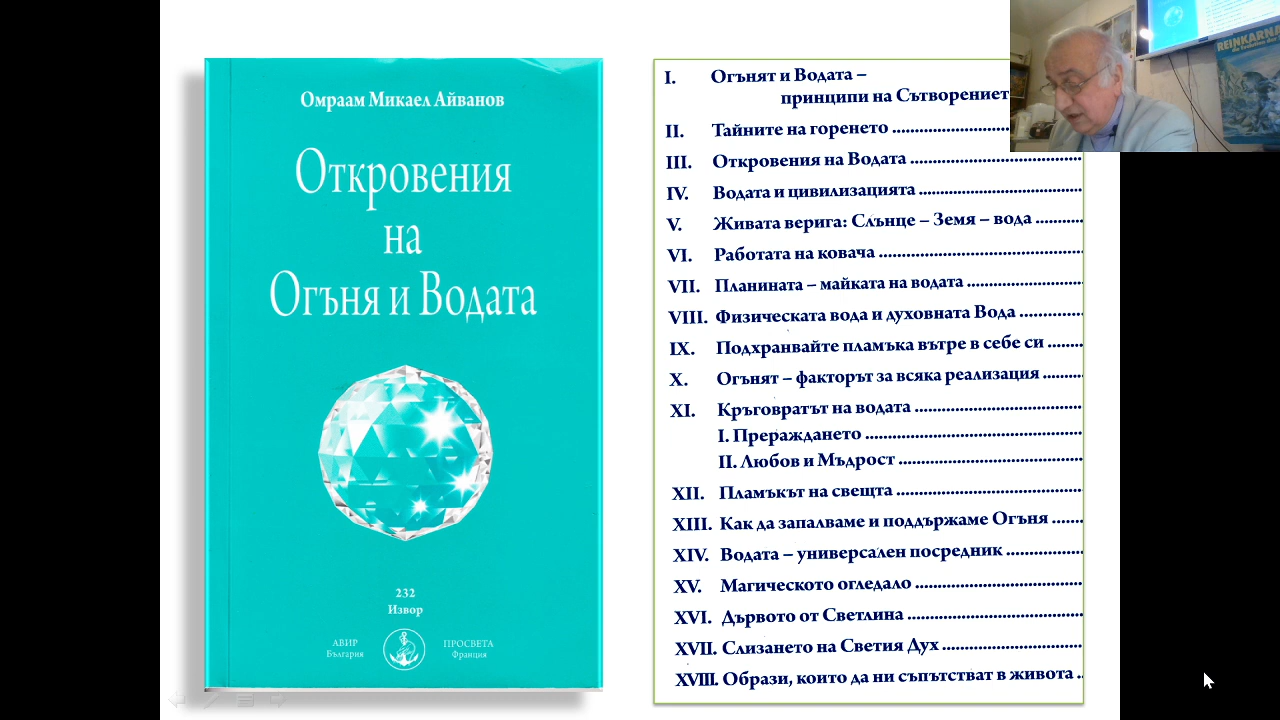 Омраам Микаел Айванов
Откровения
на
Огъня и Водата
232
Извор
АВИР
България
ПРОСВЕТА
Франция
I. Огънят и Водата –
принципи на Сътворениет
II. Тайните на горенето
III. Откровения на Водата
IV. Водата и цивилизацията
V. Живата верига: Слънце – Земя – вода
VI. Работата на ковача
VII. Планината – майката на водата
VIII. Физическата вода и духовната Вода
IX. Подхранвайте пламъка вътре в себе си
X. Огънят – факторът за всяка реализация
XI. Кръговратът на водата
I. Прераждането
II. Любов и Мъдрост
XII. Пламъкът на свещта
XIII. Как да запалваме и поддържаме Огъня
XIV. Водата – универсален посредник
XV. Магическото огледало
XVI. Дървото от Светлина
XVII. Слизането на Светия Дух
XVIII. Образи, които да ни съпътстват в живота
REINKARNA